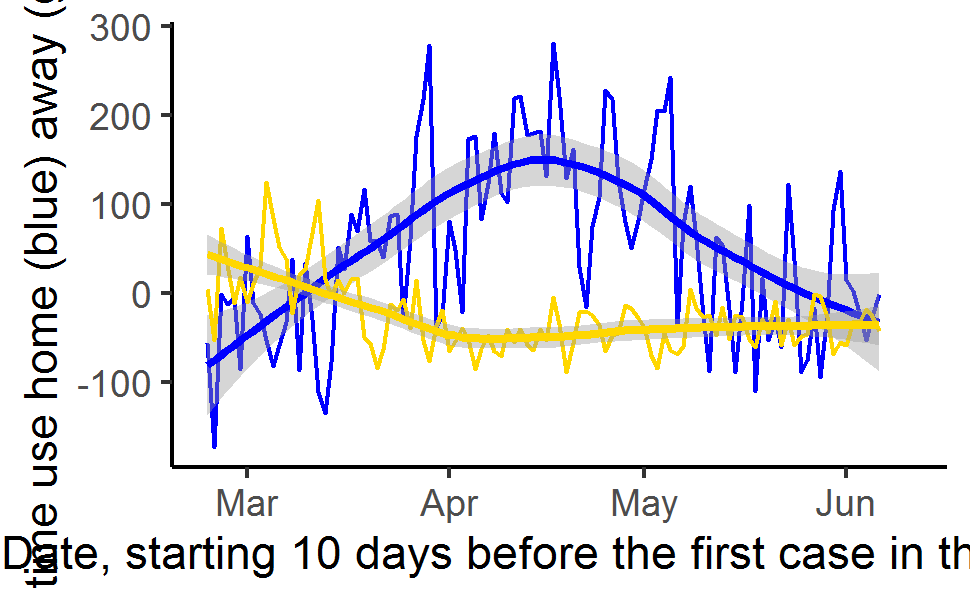 time use home (blue) away (
300
200
100
0
-100
Mar Apr May Jun
Date, starting 10 days before the first case in th